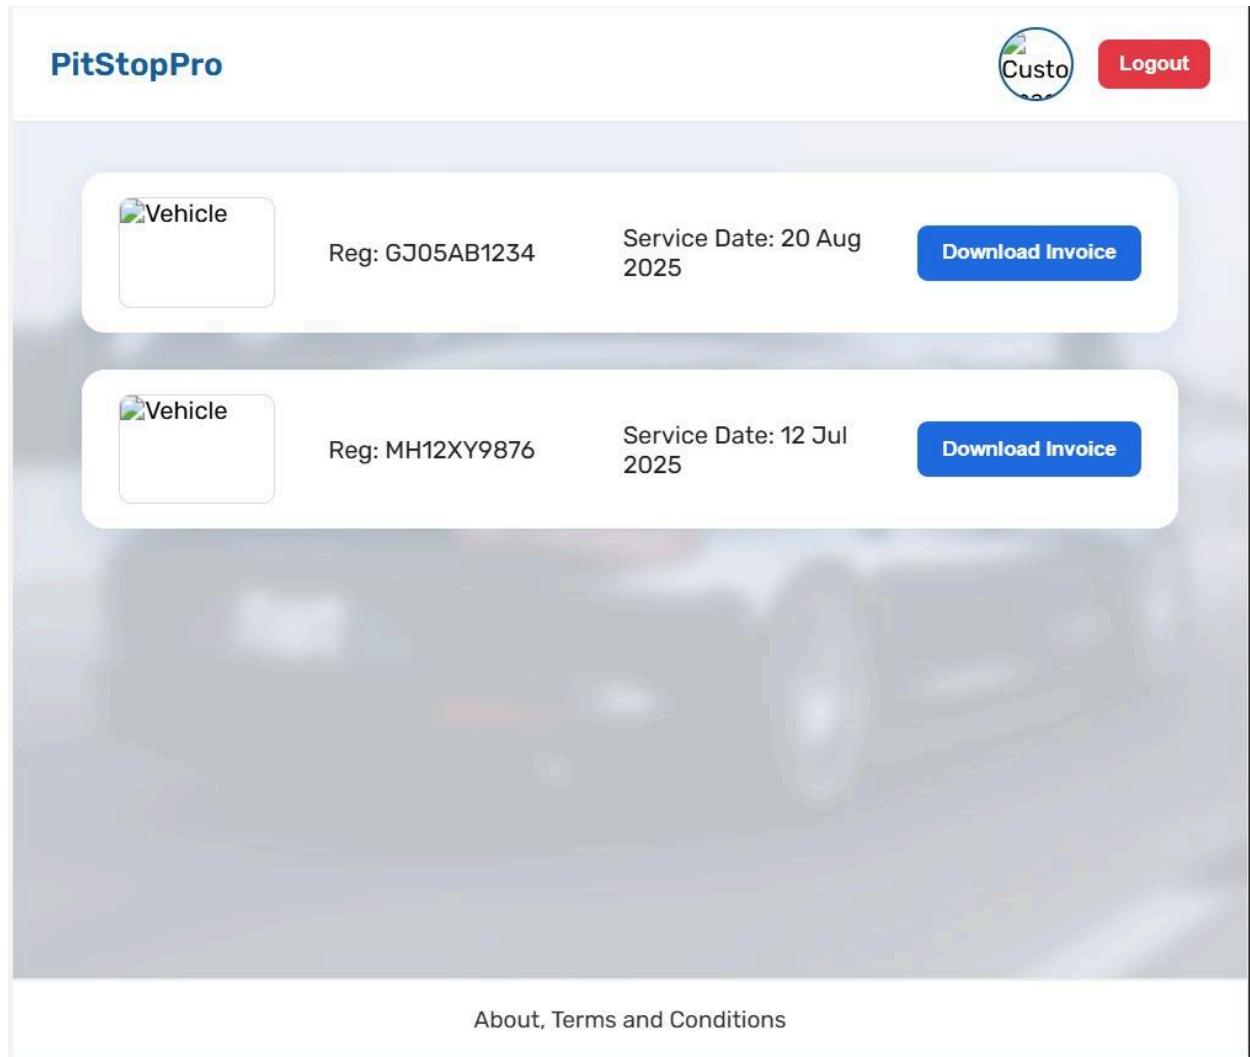 PitStopPro
Custo
Logout
Vehicle
Reg: GJ05AB1234
Service Date: 20 Aug
2025
Download Invoice
Vehicle
Reg: MH12XY9876
Service Date: 12 Jul
2025
Download Invoice
About, Terms and Conditions